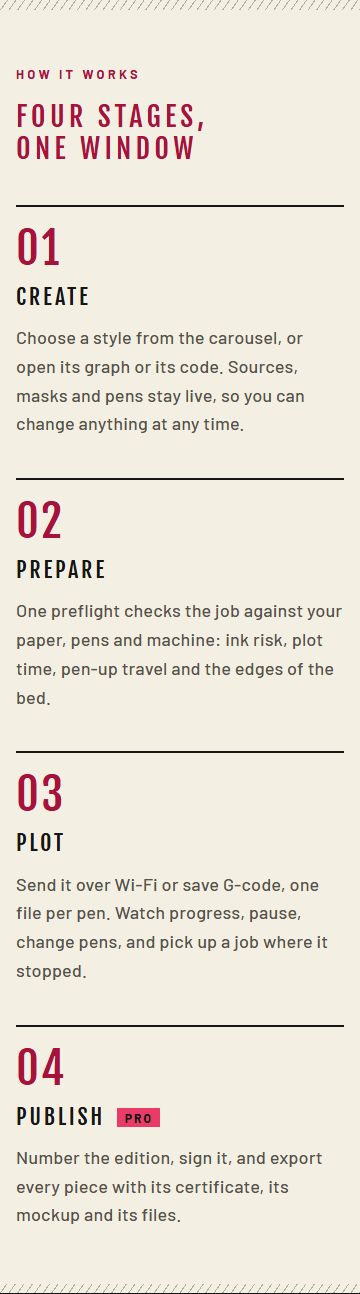 HOW IT WORKS
FOUR STAGES,
ONE WINDOW
01
CREATE
Choose a style from the carousel, or
open its graph or its code. Sources,
masks and pens stay live, so you can
change anything at any time.
02
PREPARE
One preflight checks the job against your
paper, pens and machine: ink risk, plot
time, pen-up travel and the edges of the
bed.
03
PLOT
Send it over Wi-Fi or save G-code, one
file per pen. Watch progress, pause,
change pens, and pick up a job where it
stopped.
04
PUBLISH PRO
Number the edition, sign it, and export
every piece with its certificate, its
mockup and its files.